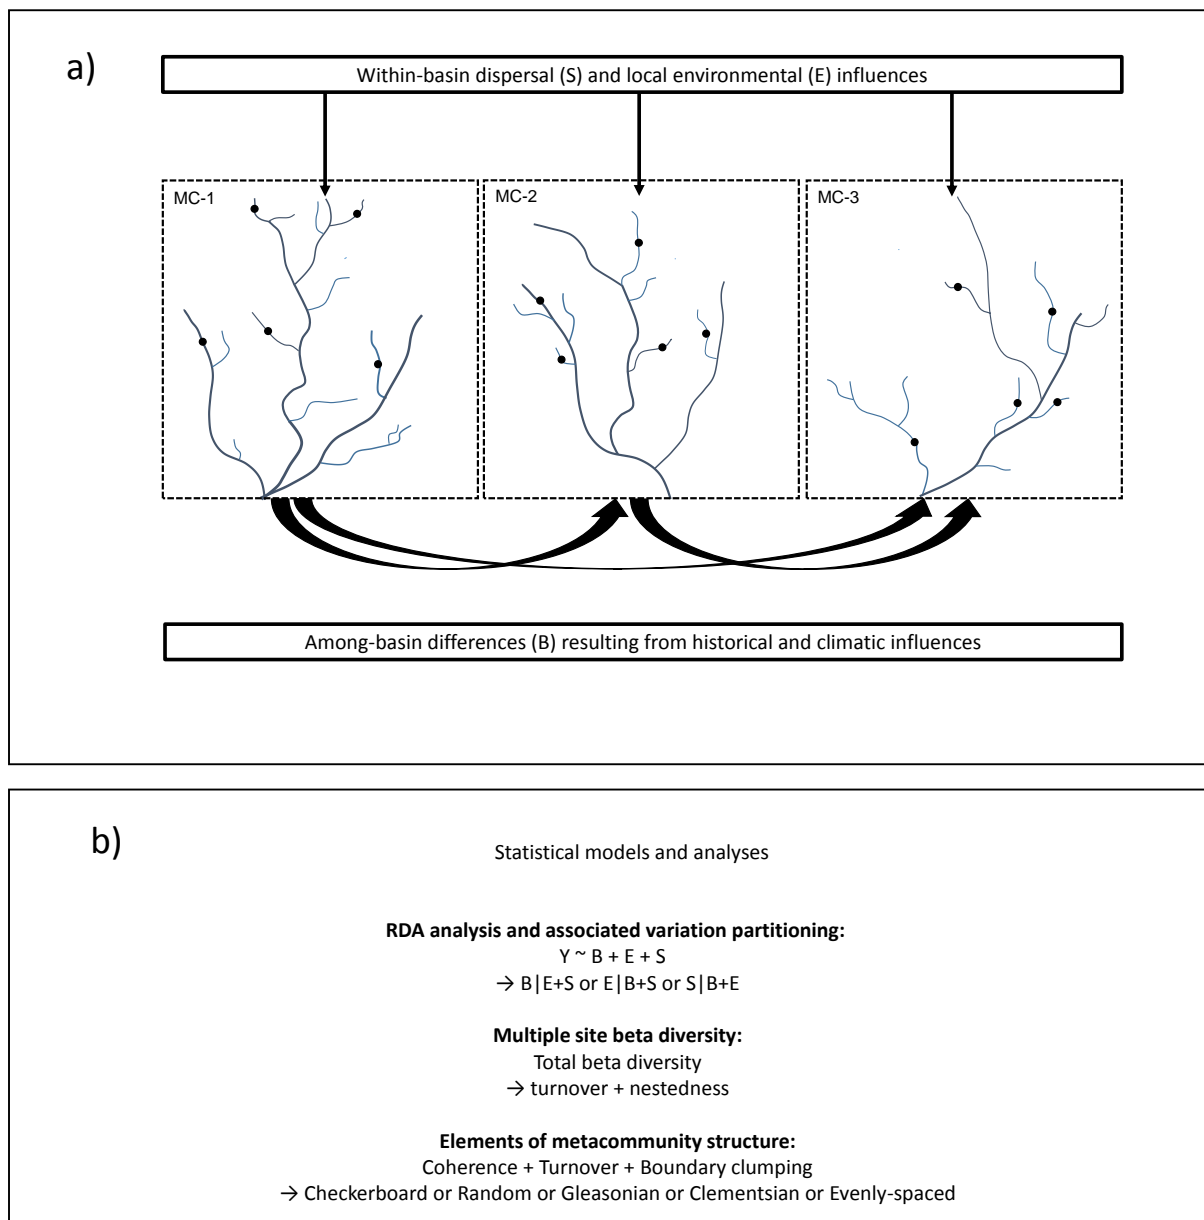 a)
Within-basin dispersal (S) and local environmental (E) influences
MC-1
MC-2
MC-3
Among-basin differences (B) resulting from historical and climatic influences
b)
Statistical models and analyses
RDA analysis and associated variation partitioning:
Y ~ B + E + S
→ B|E+S or E|B+S or S|B+E
Multiple site beta diversity:
Total beta diversity
→ turnover + nestedness
Elements of metacommunity structure:
Coherence + Turnover + Boundary clumping
→ Checkerboard or Random or Gleasonian or Clementsian or Evenly-spaced